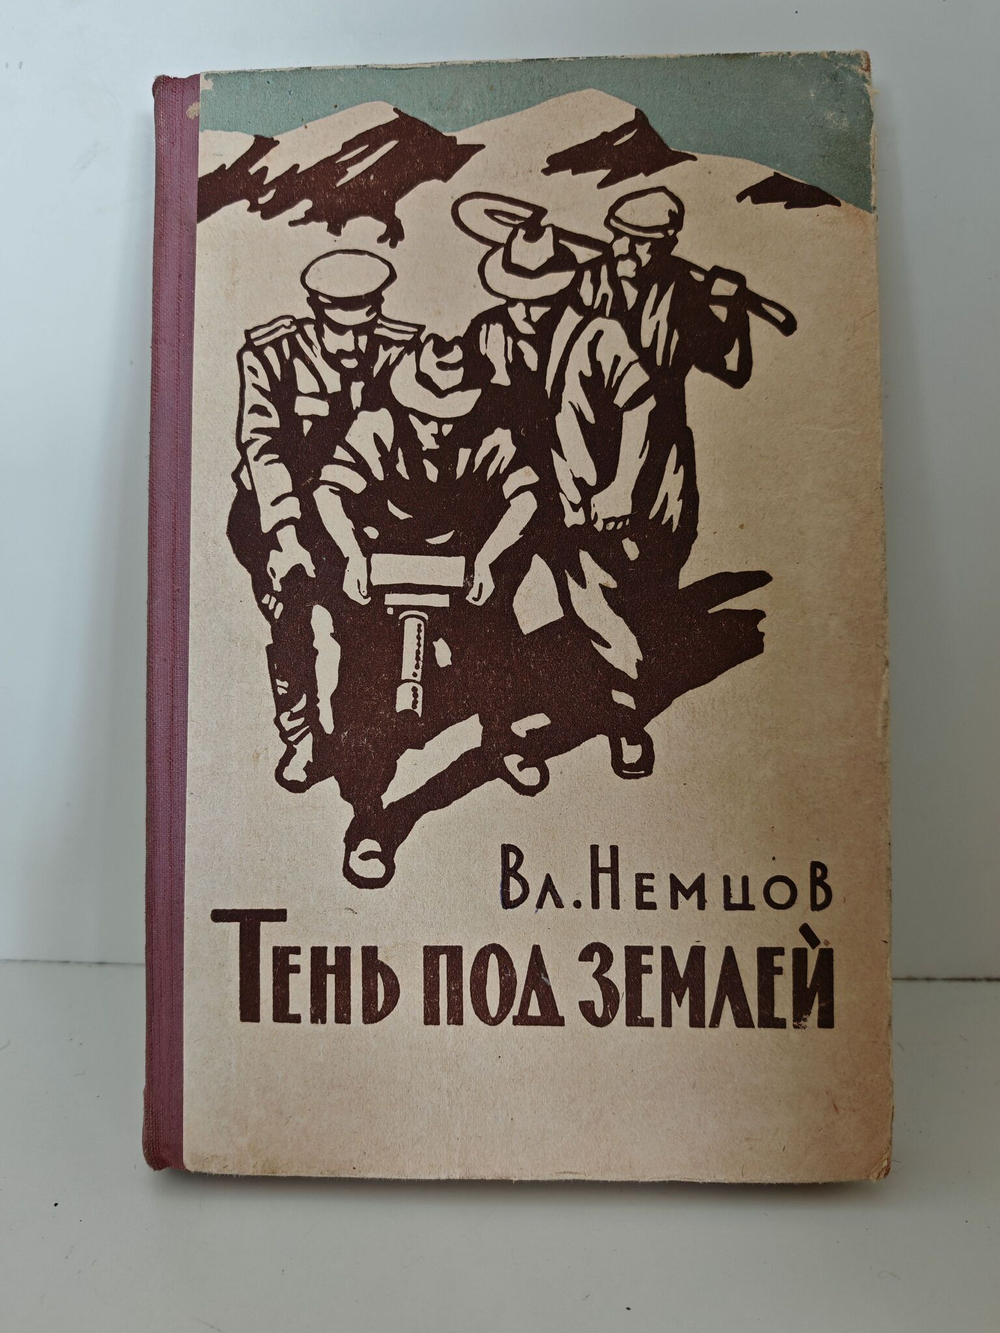 Вл. Немцов
Тень под землей